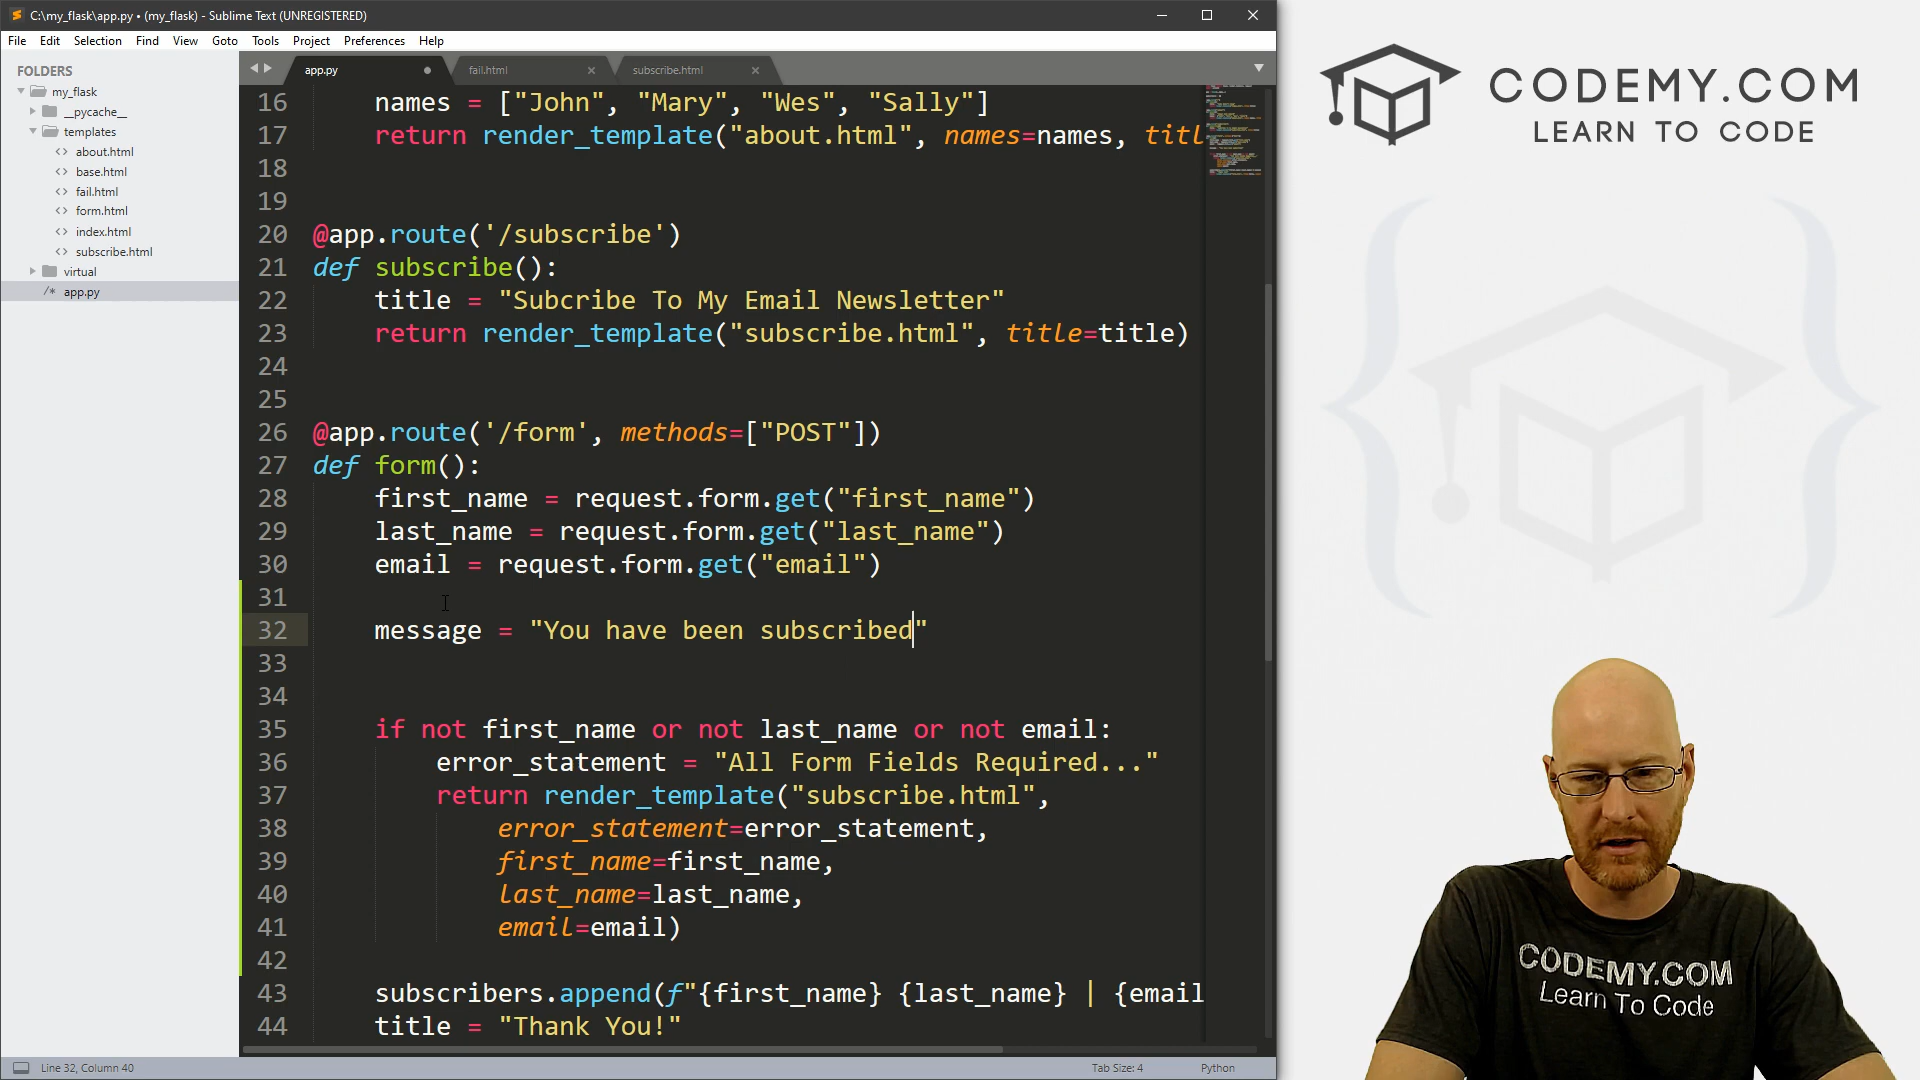 C:\my_flask\app.py • (my_flask) - Sublime Text (UNREGISTERED)
File Edit Selection Find View Goto Tools Project Preferences Help
FOLDERS
my_flask
__pycache__
templates
about.html
base.html
fail.html
form.html
index.html
subscribe.html
virtual
app.py
app.py fail.html subscribe.html
16 names = ["John", "Mary", "Wes", "Sally"]
17 return render_template("about.html", names=names, titl
18
19
20 @app.route('/subscribe')
21 def subscribe():
22 title = "Subcribe To My Email Newsletter"
23 return render_template("subscribe.html", title=title)
24
25
26 @app.route('/form', methods=["POST"])
27 def form():
28 first_name = request.form.get("first_name")
29 last_name = request.form.get("last_name")
30 email = request.form.get("email")
31
32 message = "You have been subscribed"
33
34
35 if not first_name or not last_name or not email:
36 error_statement = "All Form Fields Required..."
37 return render_template("subscribe.html",
38 error_statement=error_statement,
39 first_name=first_name,
40 last_name=last_name,
41 email=email)
42
43 subscribers.append(f"{first_name} {last_name} | {email
44 title = "Thank You!"
Line 32, Column 40
Tab Size: 4
Python
CODEMY.COM
LEARN TO CODE
CODEMY.COM
Learn To Code